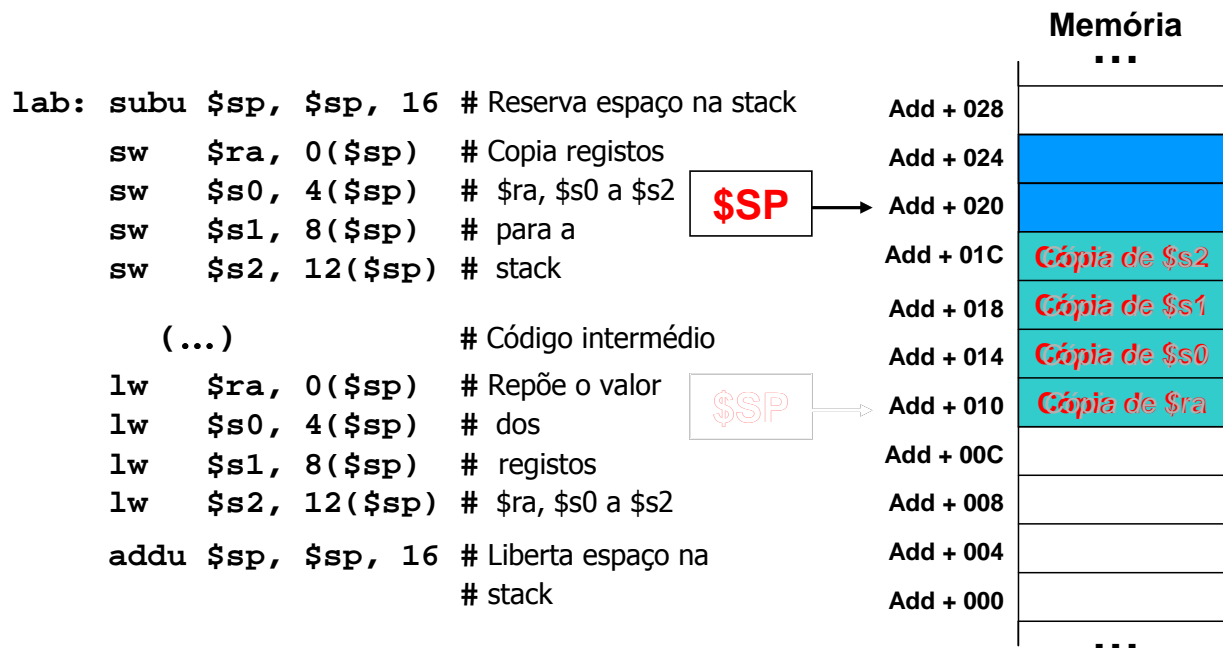 Memória
...
lab: subu $sp, $sp, 16 # Reserva espaço na stack
sw $ra, 0($sp) # Copia registos
sw $s0, 4($sp) # $ra, $s0 a $s2
sw $s1, 8($sp) # para a
sw $s2, 12($sp) # stack
(...) # Código intermédio
lw $ra, 0($sp) # Repõe o valor
lw $s0, 4($sp) # dos
lw $s1, 8($sp) # registos
lw $s2, 12($sp) # $ra, $s0 a $s2
addu $sp, $sp, 16 # Liberta espaço na
# stack
$SP
$SP
Add + 028
Add + 024
Add + 020
Add + 01C Cópia de $s2
Add + 018 Cópia de $s1
Add + 014 Cópia de $s0
Add + 010 Cópia de $ra
Add + 00C
Add + 008
Add + 004
Add + 000
...